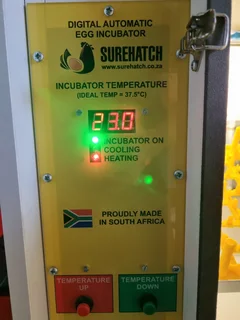 DIGITAL AUTOMATIC
EGG INCUBATOR
SUREHATCH
www.surehatch.co.za
INCUBATOR TEMPERATURE
(IDEAL TEMP = 37.5°C)
23.0
INCUBATOR ON
COOLING
HEATING
PROUDLY MADE
IN SOUTH AFRICA
TEMPERATURE
UP
TEMPERATURE
DOWN